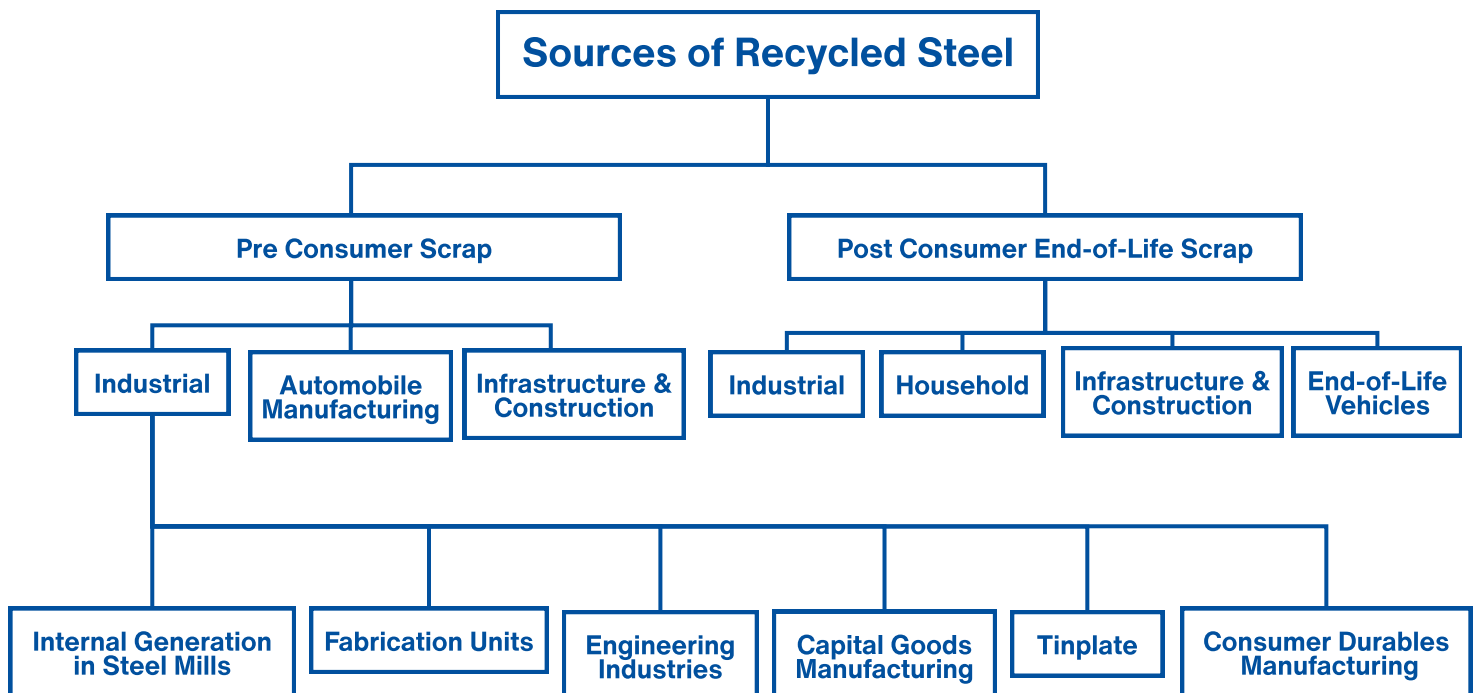 Sources of Recycled Steel
Pre Consumer Scrap
Post Consumer End-of-Life Scrap
Industrial
Automobile
Manufacturing
Infrastructure &
Construction
Industrial
Household
Infrastructure &
Construction
End-of-Life
Vehicles
Internal Generation
in Steel Mills
Fabrication Units
Engineering
Industries
Capital Goods
Manufacturing
Tinplate
Consumer Durables
Manufacturing